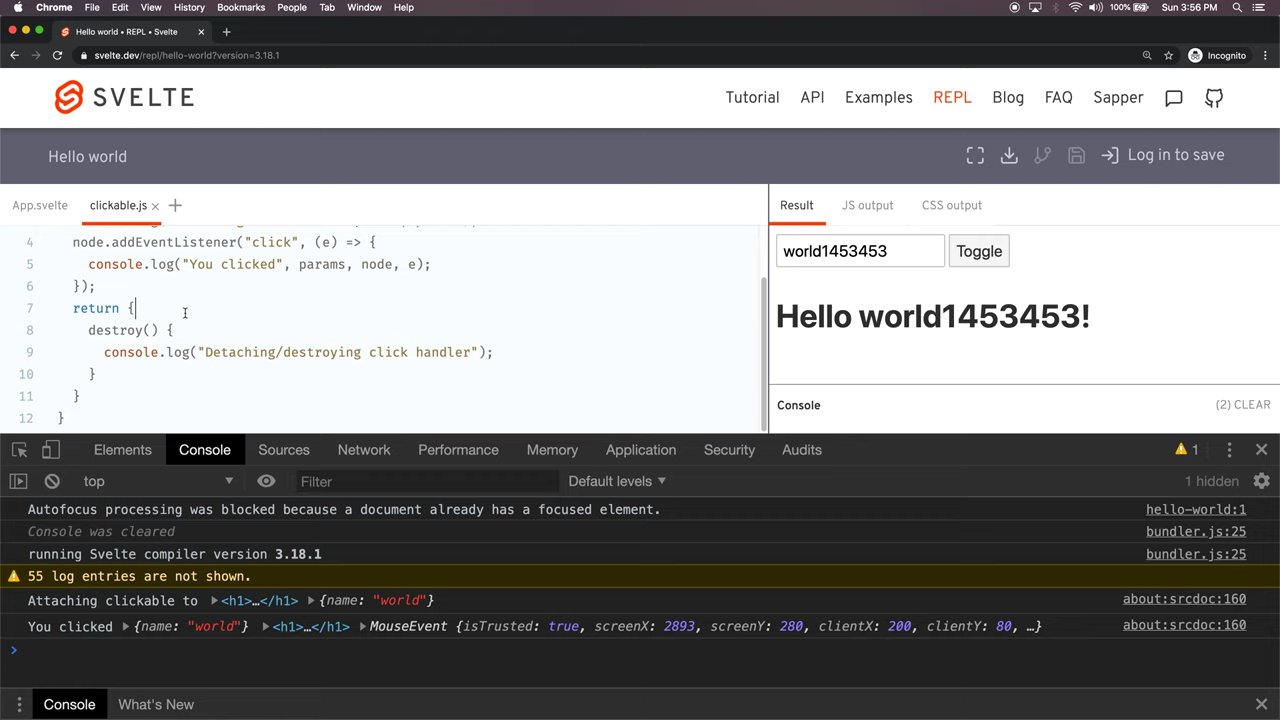 Chrome File Edit View History Bookmarks People Tab Window Help 100% Sun 3:56 PM
Hello world • REPL • Svelte
svelte.dev/repl/hello-world?version=3.18.1 Incognito
SVELTE Tutorial API Examples REPL Blog FAQ Sapper
Hello world Log in to save
App.svelte clickable.js Result JS output CSS output
4 node.addEventListener("click", (e) => {
5 console.log("You clicked", params, node, e);
6 });
7 return {
8 destroy() {
9 console.log("Detaching/destroying click handler");
10 }
11 }
12 }
world1453453 Toggle
Hello world1453453!
Console (2) CLEAR
Elements Console Sources Network Performance Memory Application Security Audits 1
top Filter Default levels 1 hidden
Autofocus processing was blocked because a document already has a focused element. hello-world:1
Console was cleared bundler.js:25
running Svelte compiler version 3.18.1 bundler.js:25
55 log entries are not shown.
Attaching clickable to <h1>…</h1> {name: "world"} about:srcdoc:160
You clicked {name: "world"} <h1>…</h1> MouseEvent {isTrusted: true, screenX: 2893, screenY: 280, clientX: 200, clientY: 80, …} about:srcdoc:160
Console What's New